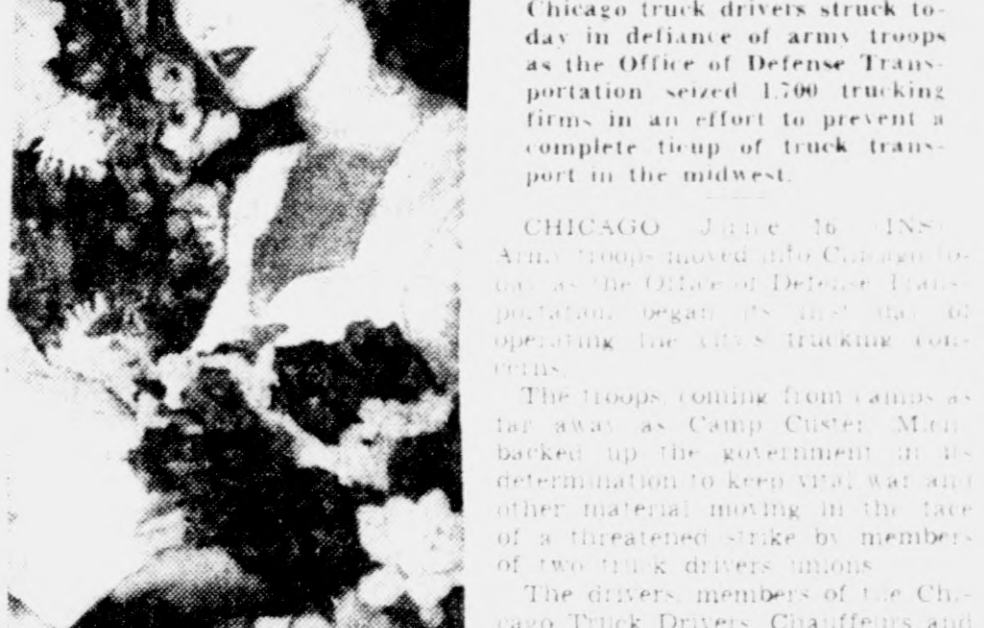 Chicago truck drivers struck to-
day in defiance of army troops
as the Office of Defense Trans-
portation seized 1,700 trucking
firms in an effort to prevent a
complete tieup of truck trans-
port in the midwest.
CHICAGO June 16 (INS)
Army troops moved into Chicago to-
day as the Office of Defense Trans-
portation began its first day of
operating the city's trucking con-
cerns.
The troops, coming from camps as
far away as Camp Custer, Mich.,
backed up the government in its
determination to keep vital war and
other material moving in the face
of a threatened strike by members
of two truck drivers unions.
The drivers, members of the Chi-
cago Truck Drivers, Chauffeurs and